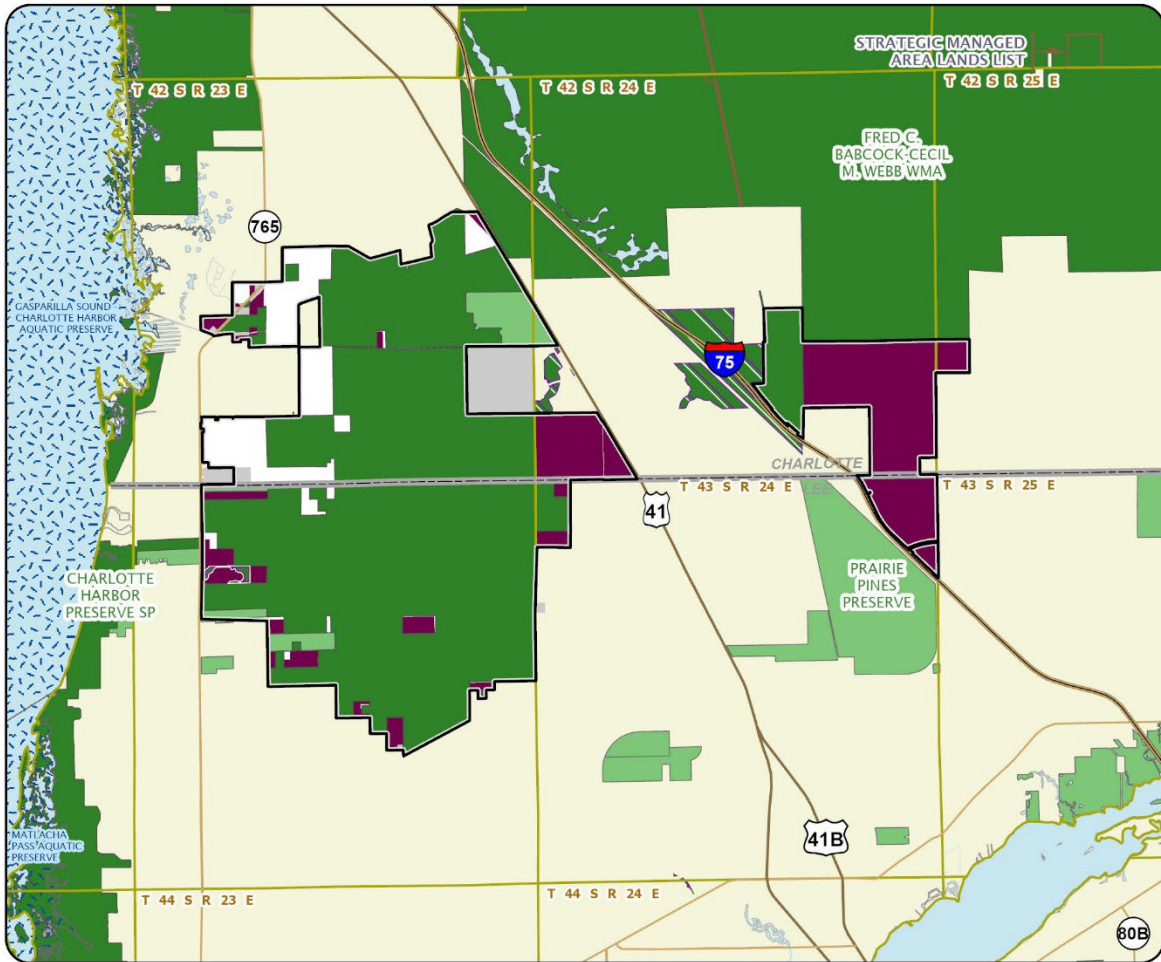 STRATEGIC MANAGED
AREA LANDS LIST
T 42 S R 23 E
T 42 S R 24 E
T 42 S R 25 E
FRED C.
BABCOCK-CECIL
M. WEBB WMA
765
GASPARILLA SOUND-
CHARLOTTE HARBOR
AQUATIC PRESERVE
75
CHARLOTTE
LEE
T 43 S R 24 E
T 43 S R 25 E
41
CHARLOTTE
HARBOR
PRESERVE SP
PRAIRIE
PINES
PRESERVE
MATLACHA
PASS AQUATIC
PRESERVE
41B
T 44 S R 23 E
T 44 S R 24 E
80B